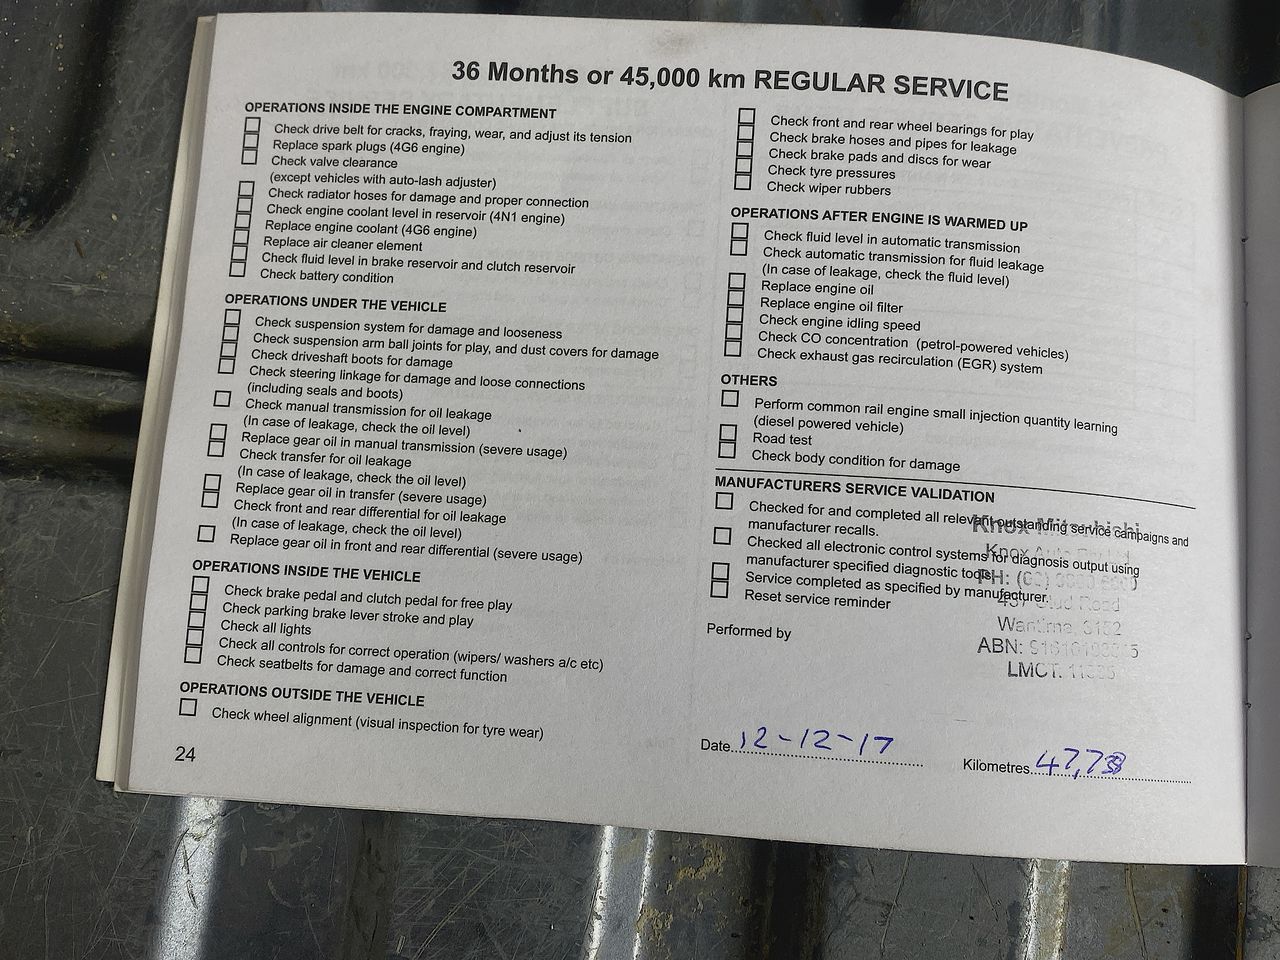 36 Months or 45,000 km REGULAR SERVICE
OPERATIONS INSIDE THE ENGINE COMPARTMENT
Check drive belt for cracks, fraying, wear, and adjust its tension
Replace spark plugs (4G6 engine)
Check valve clearance
(except vehicles with auto-lash adjuster)
Check radiator hoses for damage and proper connection
Check engine coolant level in reservoir (4N1 engine)
Replace engine coolant (4G6 engine)
Replace air cleaner element
Check fluid level in brake reservoir and clutch reservoir
Check battery condition
OPERATIONS UNDER THE VEHICLE
Check suspension system for damage and looseness
Check suspension arm ball joints for play, and dust covers for damage
Check driveshaft boots for damage
Check steering linkage for damage and loose connections
(including seals and boots)
Check manual transmission for oil leakage
(In case of leakage, check the oil level)
Replace gear oil in manual transmission (severe usage)
Check transfer for oil leakage
(In case of leakage, check the oil level)
Replace gear oil in transfer (severe usage)
Check front and rear differential for oil leakage
(In case of leakage, check the oil level)
Replace gear oil in front and rear differential (severe usage)
OPERATIONS INSIDE THE VEHICLE
Check brake pedal and clutch pedal for free play
Check parking brake lever stroke and play
Check all lights
Check all controls for correct operation (wipers/ washers a/c etc)
Check seatbelts for damage and correct function
OPERATIONS OUTSIDE THE VEHICLE
Check wheel alignment (visual inspection for tyre wear)
24
Check front and rear wheel bearings for play
Check brake hoses and pipes for leakage
Check brake pads and discs for wear
Check tyre pressures
Check wiper rubbers
OPERATIONS AFTER ENGINE IS WARMED UP
Check fluid level in automatic transmission
Check automatic transmission for fluid leakage
(In case of leakage, check the fluid level)
Replace engine oil
Replace engine oil filter
Check engine idling speed
Check CO concentration (petrol-powered vehicles)
Check exhaust gas recirculation (EGR) system
OTHERS
Perform common rail engine small injection quantity learning
(diesel powered vehicle)
Road test
Check body condition for damage
MANUFACTURERS SERVICE VALIDATION
Checked for and completed all relevant outstanding service campaigns and
manufacturer recalls.
Checked all electronic control systems for diagnosis output using
manufacturer specified diagnostic tools.
Service completed as specified by manufacturer.
Reset service reminder
Performed by
Knox Mitsubishi
Knox Auto
PH:
Road
Wantirna, 3152
ABN:
LMCT:
Date 12-12-17
Kilometres